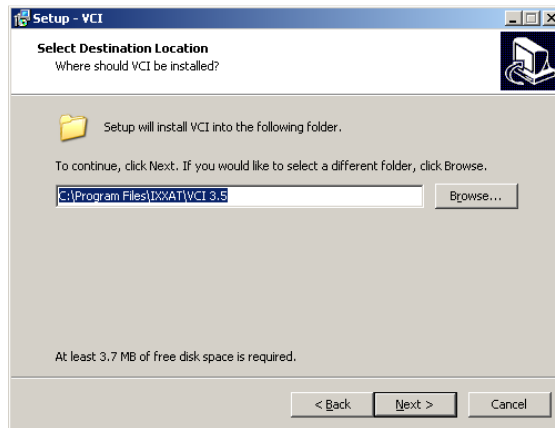 Setup - VCI
Select Destination Location
Where should VCI be installed?
Setup will install VCI into the following folder.
To continue, click Next. If you would like to select a different folder, click Browse.
C:\Program Files\IXXAT\VCI 3.5
Browse...
At least 3.7 MB of free disk space is required.
< Back
Next >
Cancel